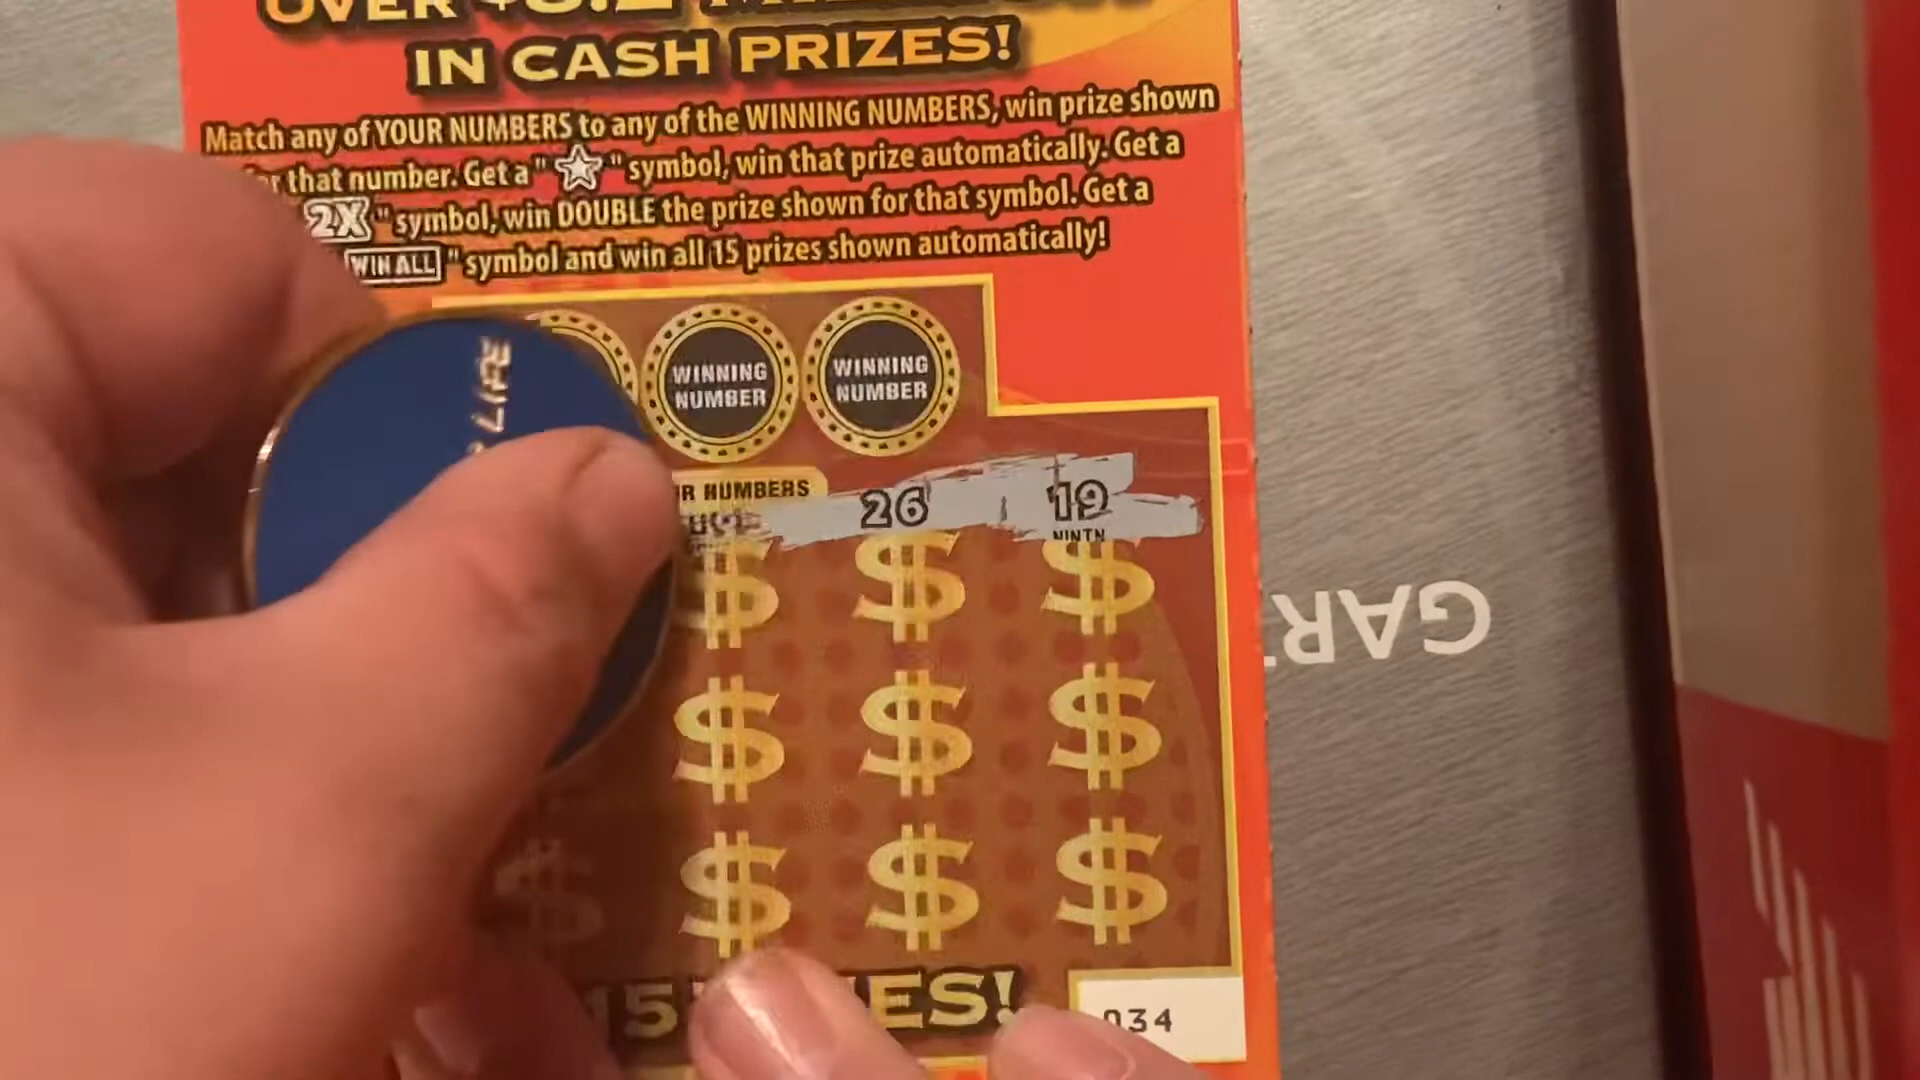 OVER
IN CASH PRIZES!
Match any of YOUR NUMBERS to any of the WINNING NUMBERS, win prize shown
that number. Get a " " symbol, win that prize automatically. Get a
2X " symbol, win DOUBLE the prize shown for that symbol. Get a
WIN ALL " symbol and win all 15 prizes shown automatically!
WINNING NUMBER
WINNING NUMBER
R NUMBERS
26
19
NINTN
$ $ $
$ $ $
$ $ $ $
15 ES!
034
GAR